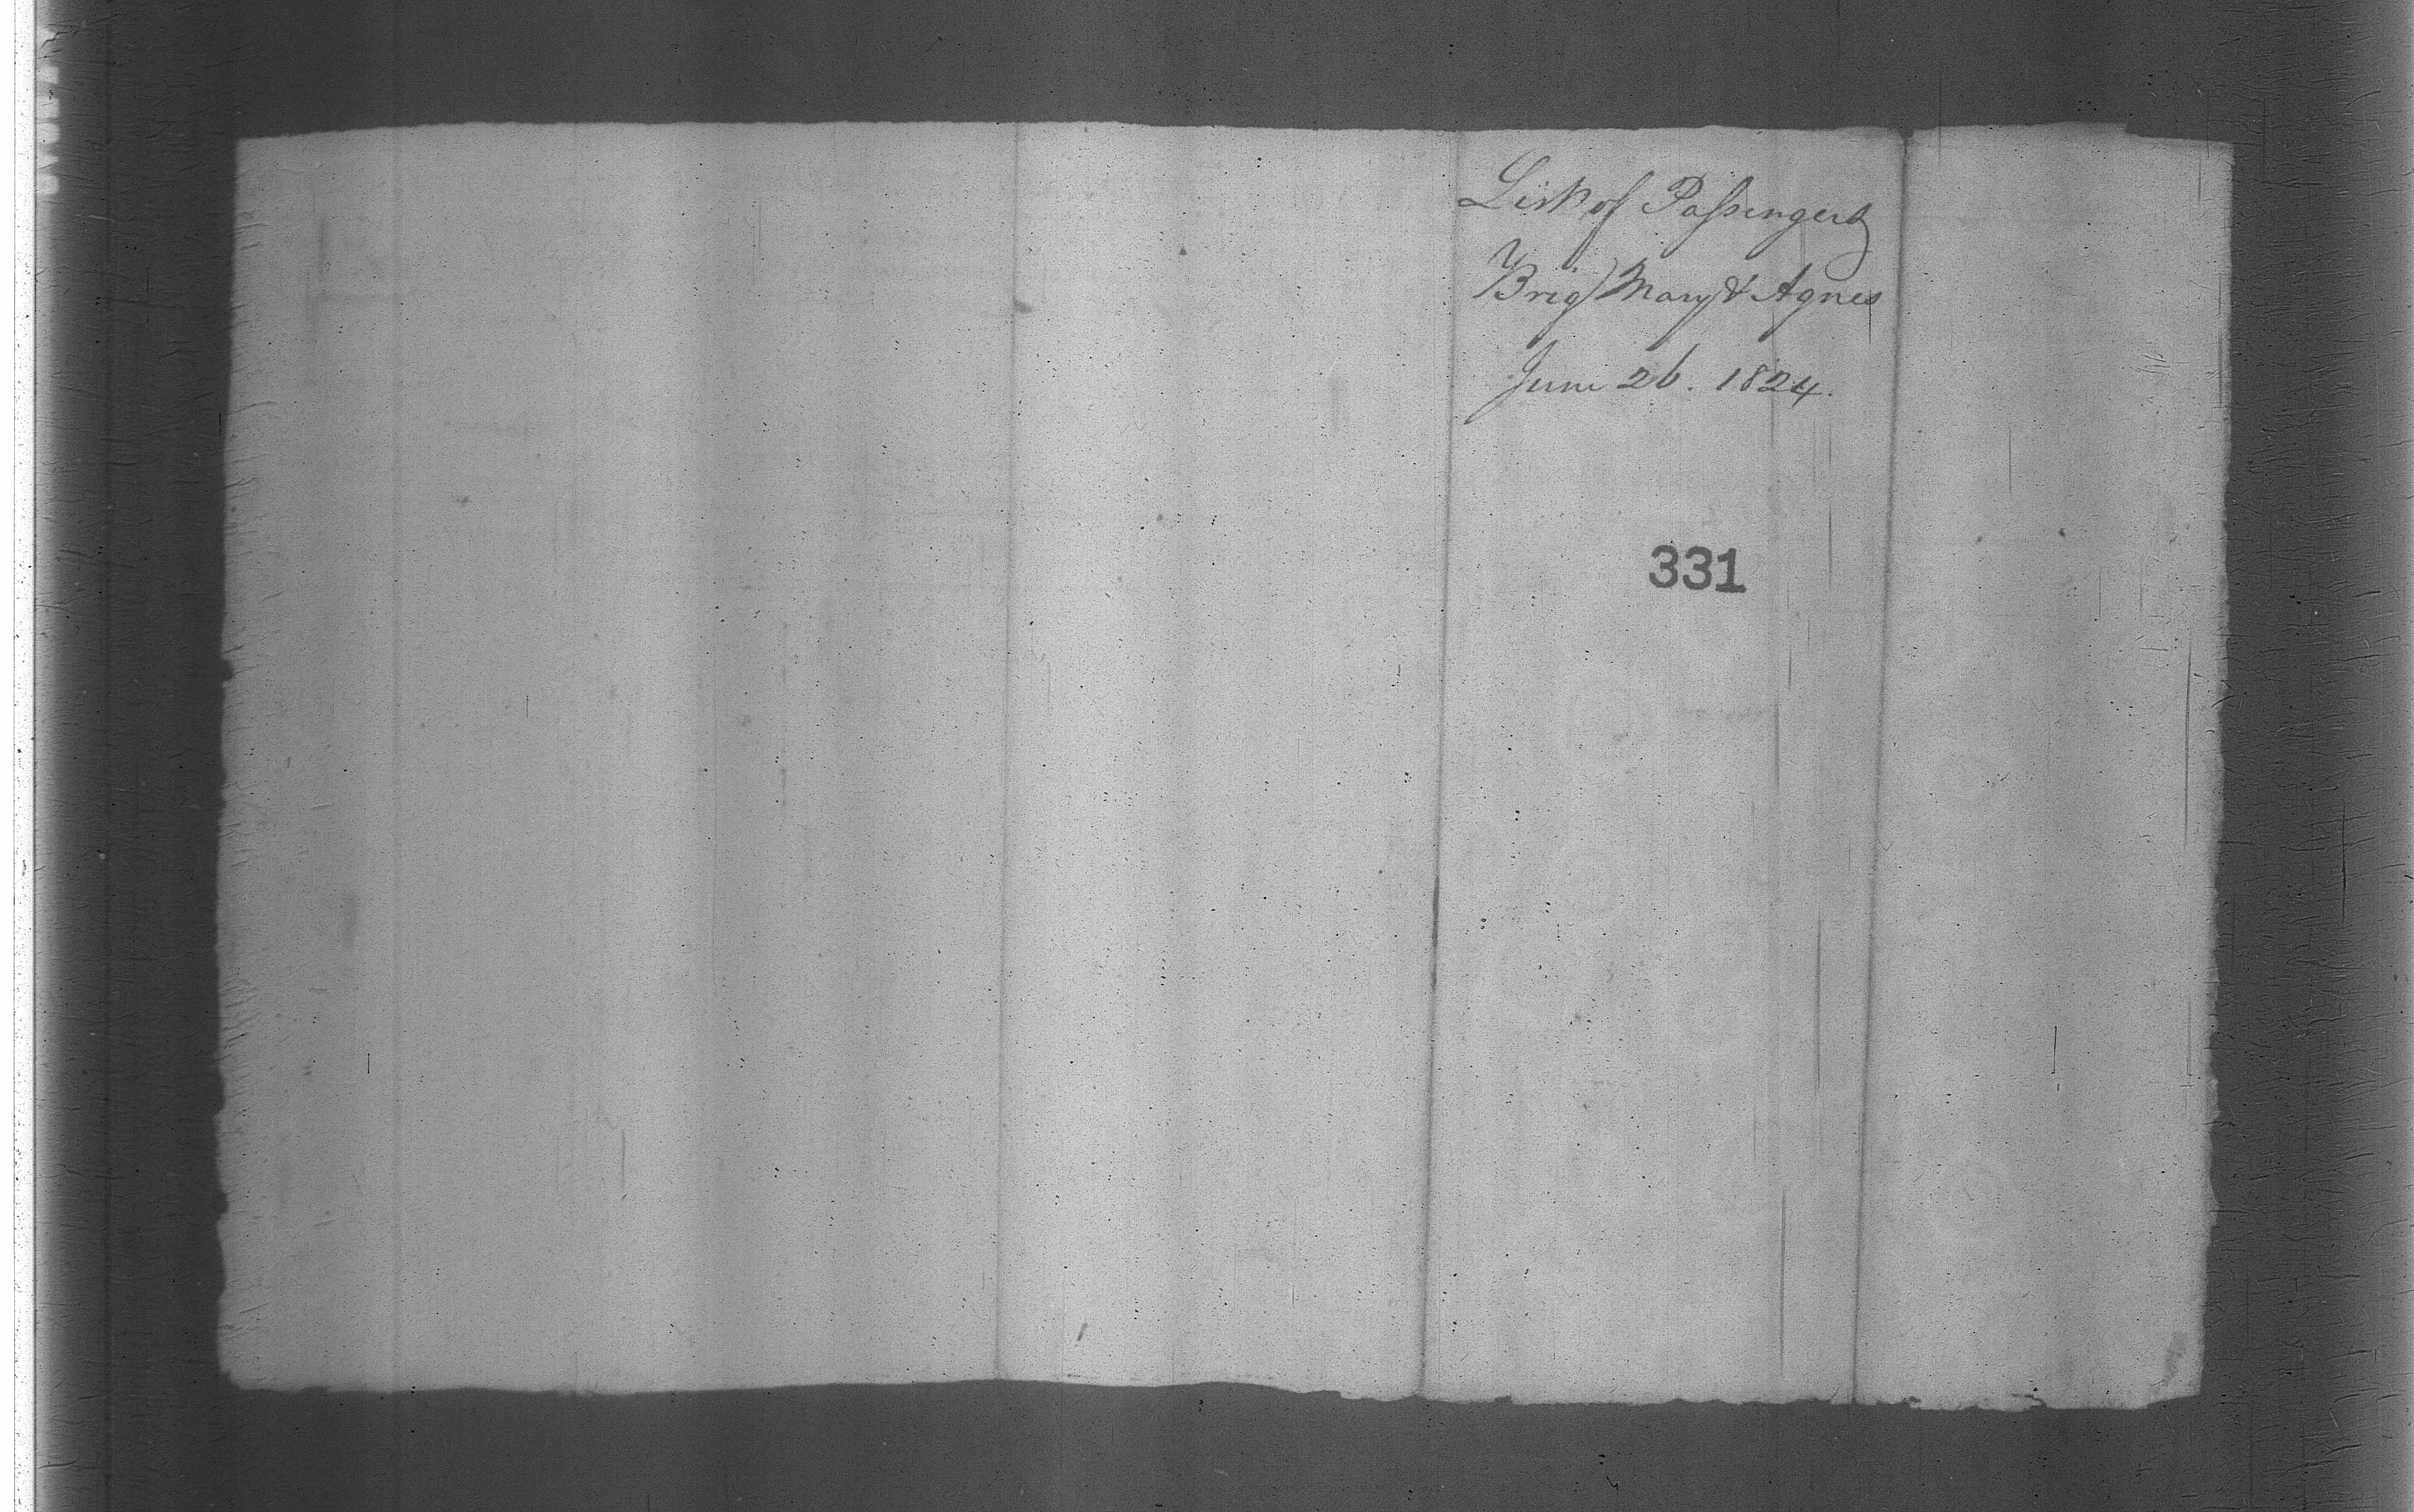 List of Passengers
Brig Mary & Agnes
June 26. 1824.
331